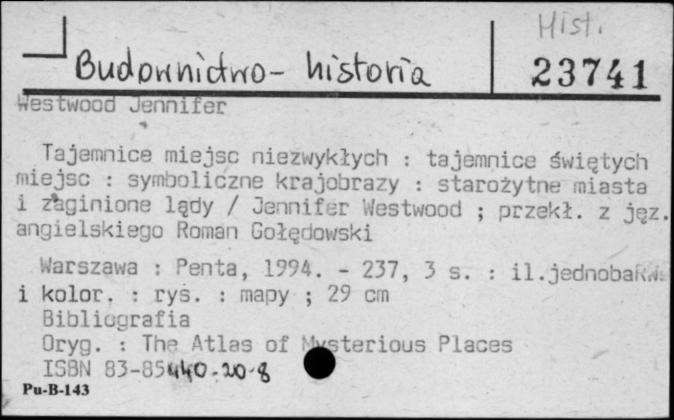 Hist.
Budownictwo - historia
23741
Westwood Jennifer
Tajemnice miejsc niezwykłych : tajemnice świętych
miejsc : symboliczne krajobrazy : starożytne miasta
i zaginione lądy / Jennifer Westwood ; przekł. z jęz.
angielskiego Roman Gołędowski
Warszawa : Penta, 1994. - 237, 3 s. : il.jednobarw.
i kolor. : rys. : mapy ; 29 cm
Bibliografia
Oryg. : The Atlas of Mysterious Places
ISBN 83-85440-20-8
Pu-B-143